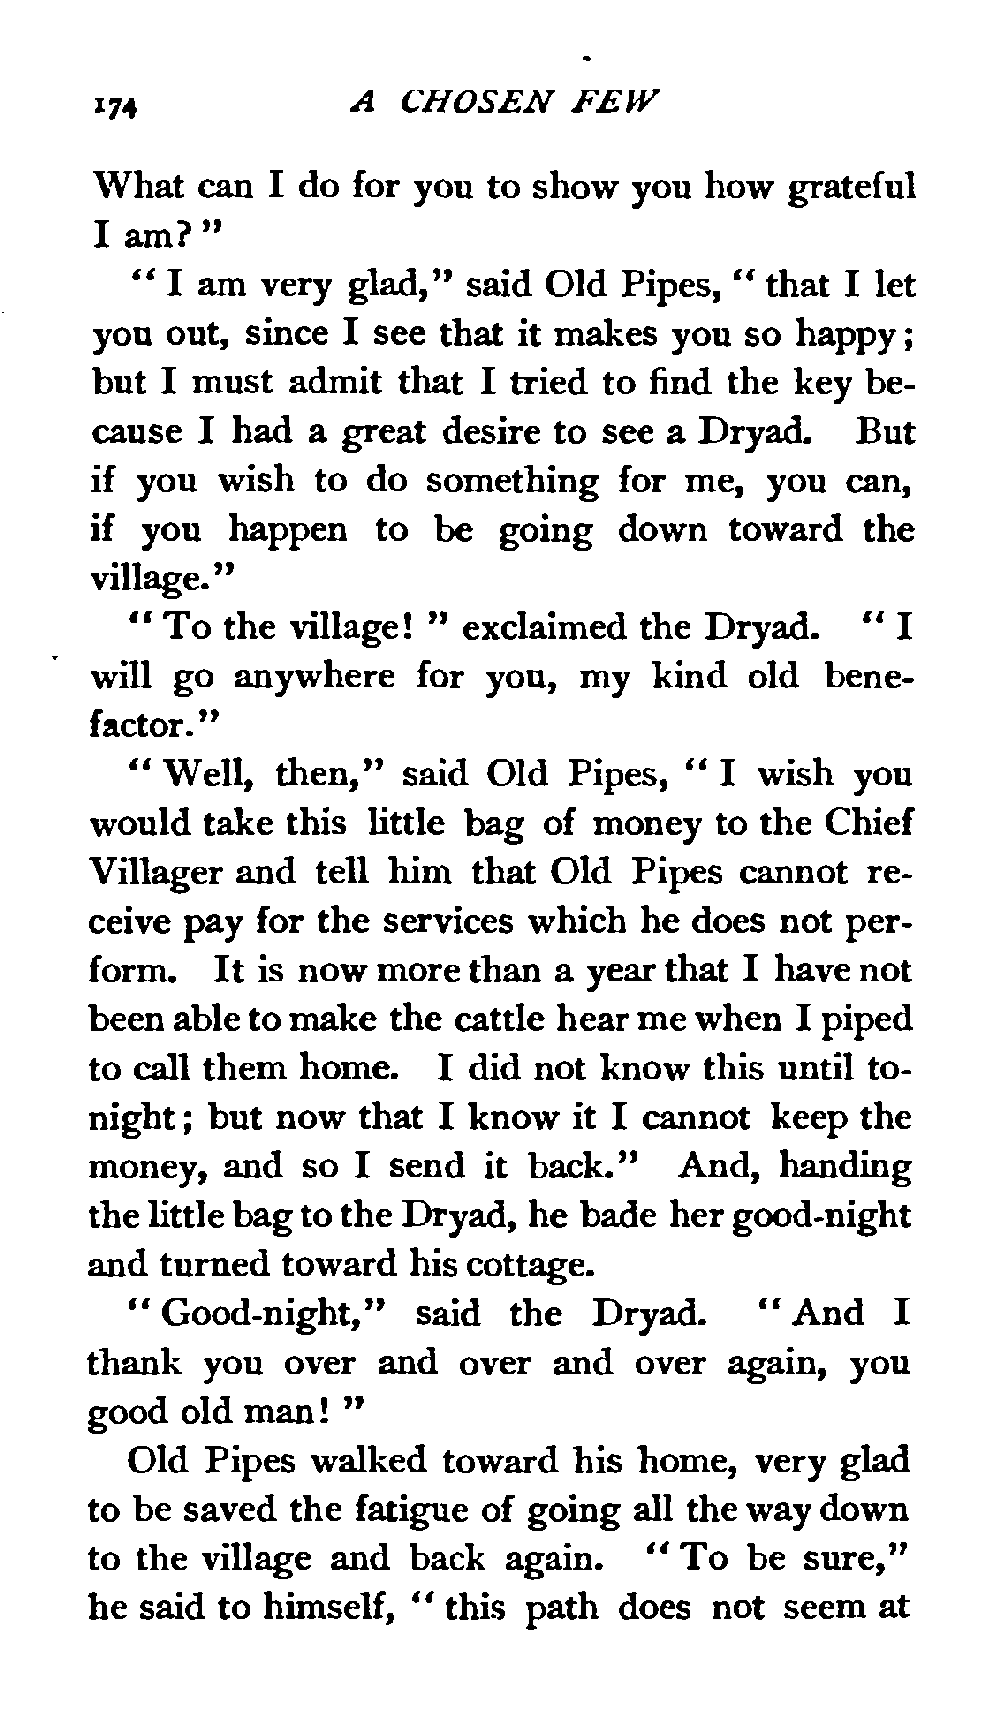 174 A CHOSEN FEW
What can I do for you to show you how grateful
I am? "
" I am very glad," said Old Pipes, " that I let
you out, since I see that it makes you so happy ;
but I must admit that I tried to find the key be-
cause I had a great desire to see a Dryad. But
if you wish to do something for me, you can,
if you happen to be going down toward the
village."
" To the village! " exclaimed the Dryad. " I
will go anywhere for you, my kind old bene-
factor."
" Well, then," said Old Pipes, " I wish you
would take this little bag of money to the Chief
Villager and tell him that Old Pipes cannot re-
ceive pay for the services which he does not per-
form. It is now more than a year that I have not
been able to make the cattle hear me when I piped
to call them home. I did not know this until to-
night ; but now that I know it I cannot keep the
money, and so I send it back." And, handing
the little bag to the Dryad, he bade her good-night
and turned toward his cottage.
" Good-night," said the Dryad. " And I
thank you over and over and over again, you
good old man! "
Old Pipes walked toward his home, very glad
to be saved the fatigue of going all the way down
to the village and back again. " To be sure,"
he said to himself, " this path does not seem at